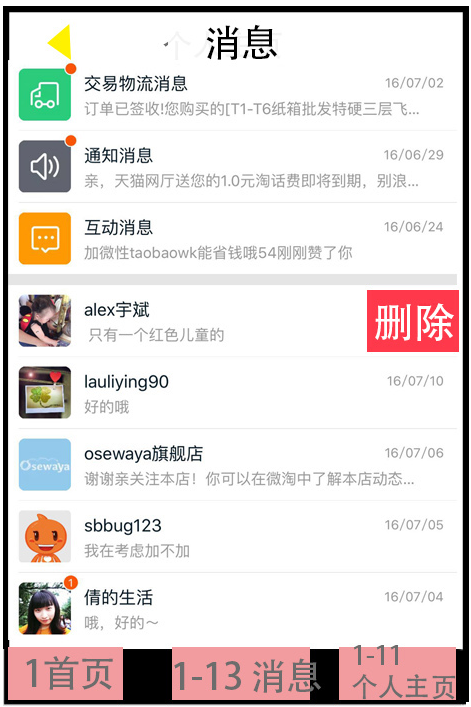 消息
交易物流消息 16/07/02
订单已签收!您购买的[T1-T6纸箱批发特硬三层飞...
通知消息 16/06/29
亲，天猫网厅送您的1.0元淘话费即将到期，别浪...
互动消息 16/06/24
加微性taobaowk能省钱哦54刚刚赞了你
alex宇斌
只有一个红色儿童的
删除
lauliying90 16/07/10
好的哦
osewaya旗舰店 16/07/06
Osewaya
谢谢亲关注本店！你可以在微淘中了解本店动态...
sbbug123 16/07/05
我在考虑加不加
1
倩的生活 16/07/04
哦，好的～
1首页
1-13 消息
1-11
个人主页